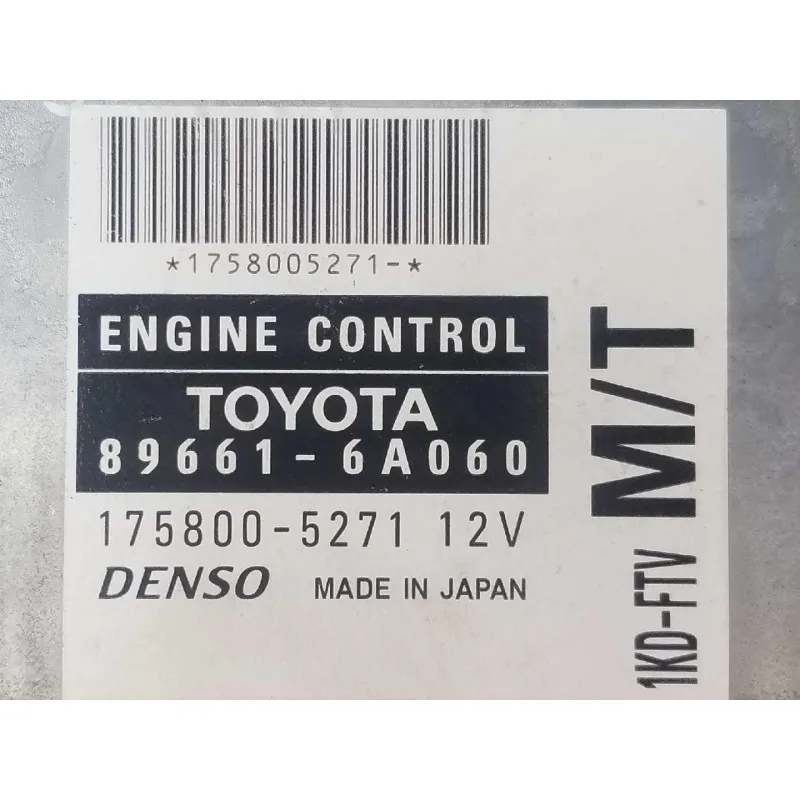 *1758005271-*
ENGINE CONTROL
TOYOTA
89661-6A060
175800-5271 12V
DENSO MADE IN JAPAN
M/T
1KD-FTV